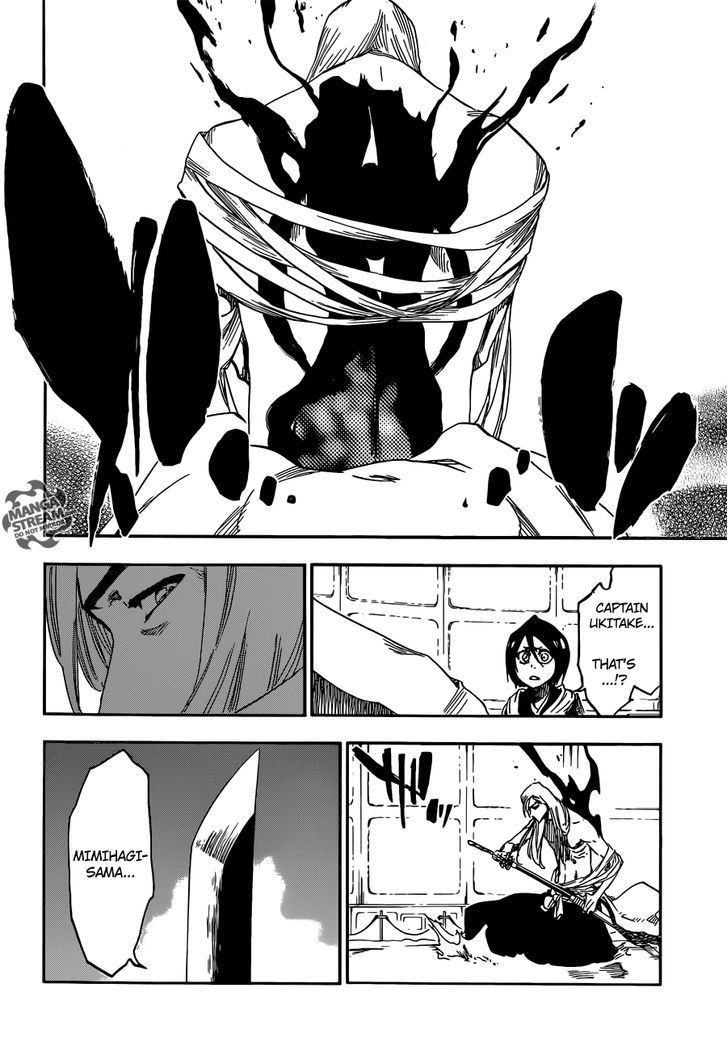 MANGA
STREAM
DO NOT MIRROR
CAPTAIN
UKITAKE...
THAT'S
...!?
MIMIHAGI-
SAMA...